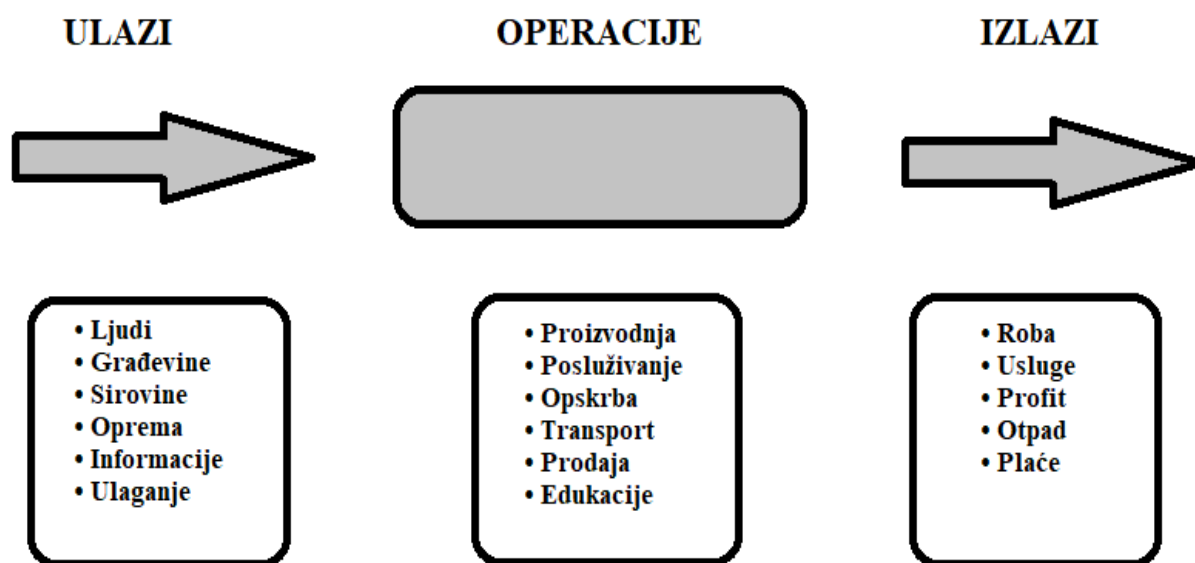 ULAZI
OPERACIJE
IZLAZI
• Ljudi
• Građevine
• Sirovine
• Oprema
• Informacije
• Ulaganje
• Proizvodnja
• Posluživanje
• Opskrba
• Transport
• Prodaja
• Edukacije
• Roba
• Usluge
• Profit
• Otpad
• Plaće